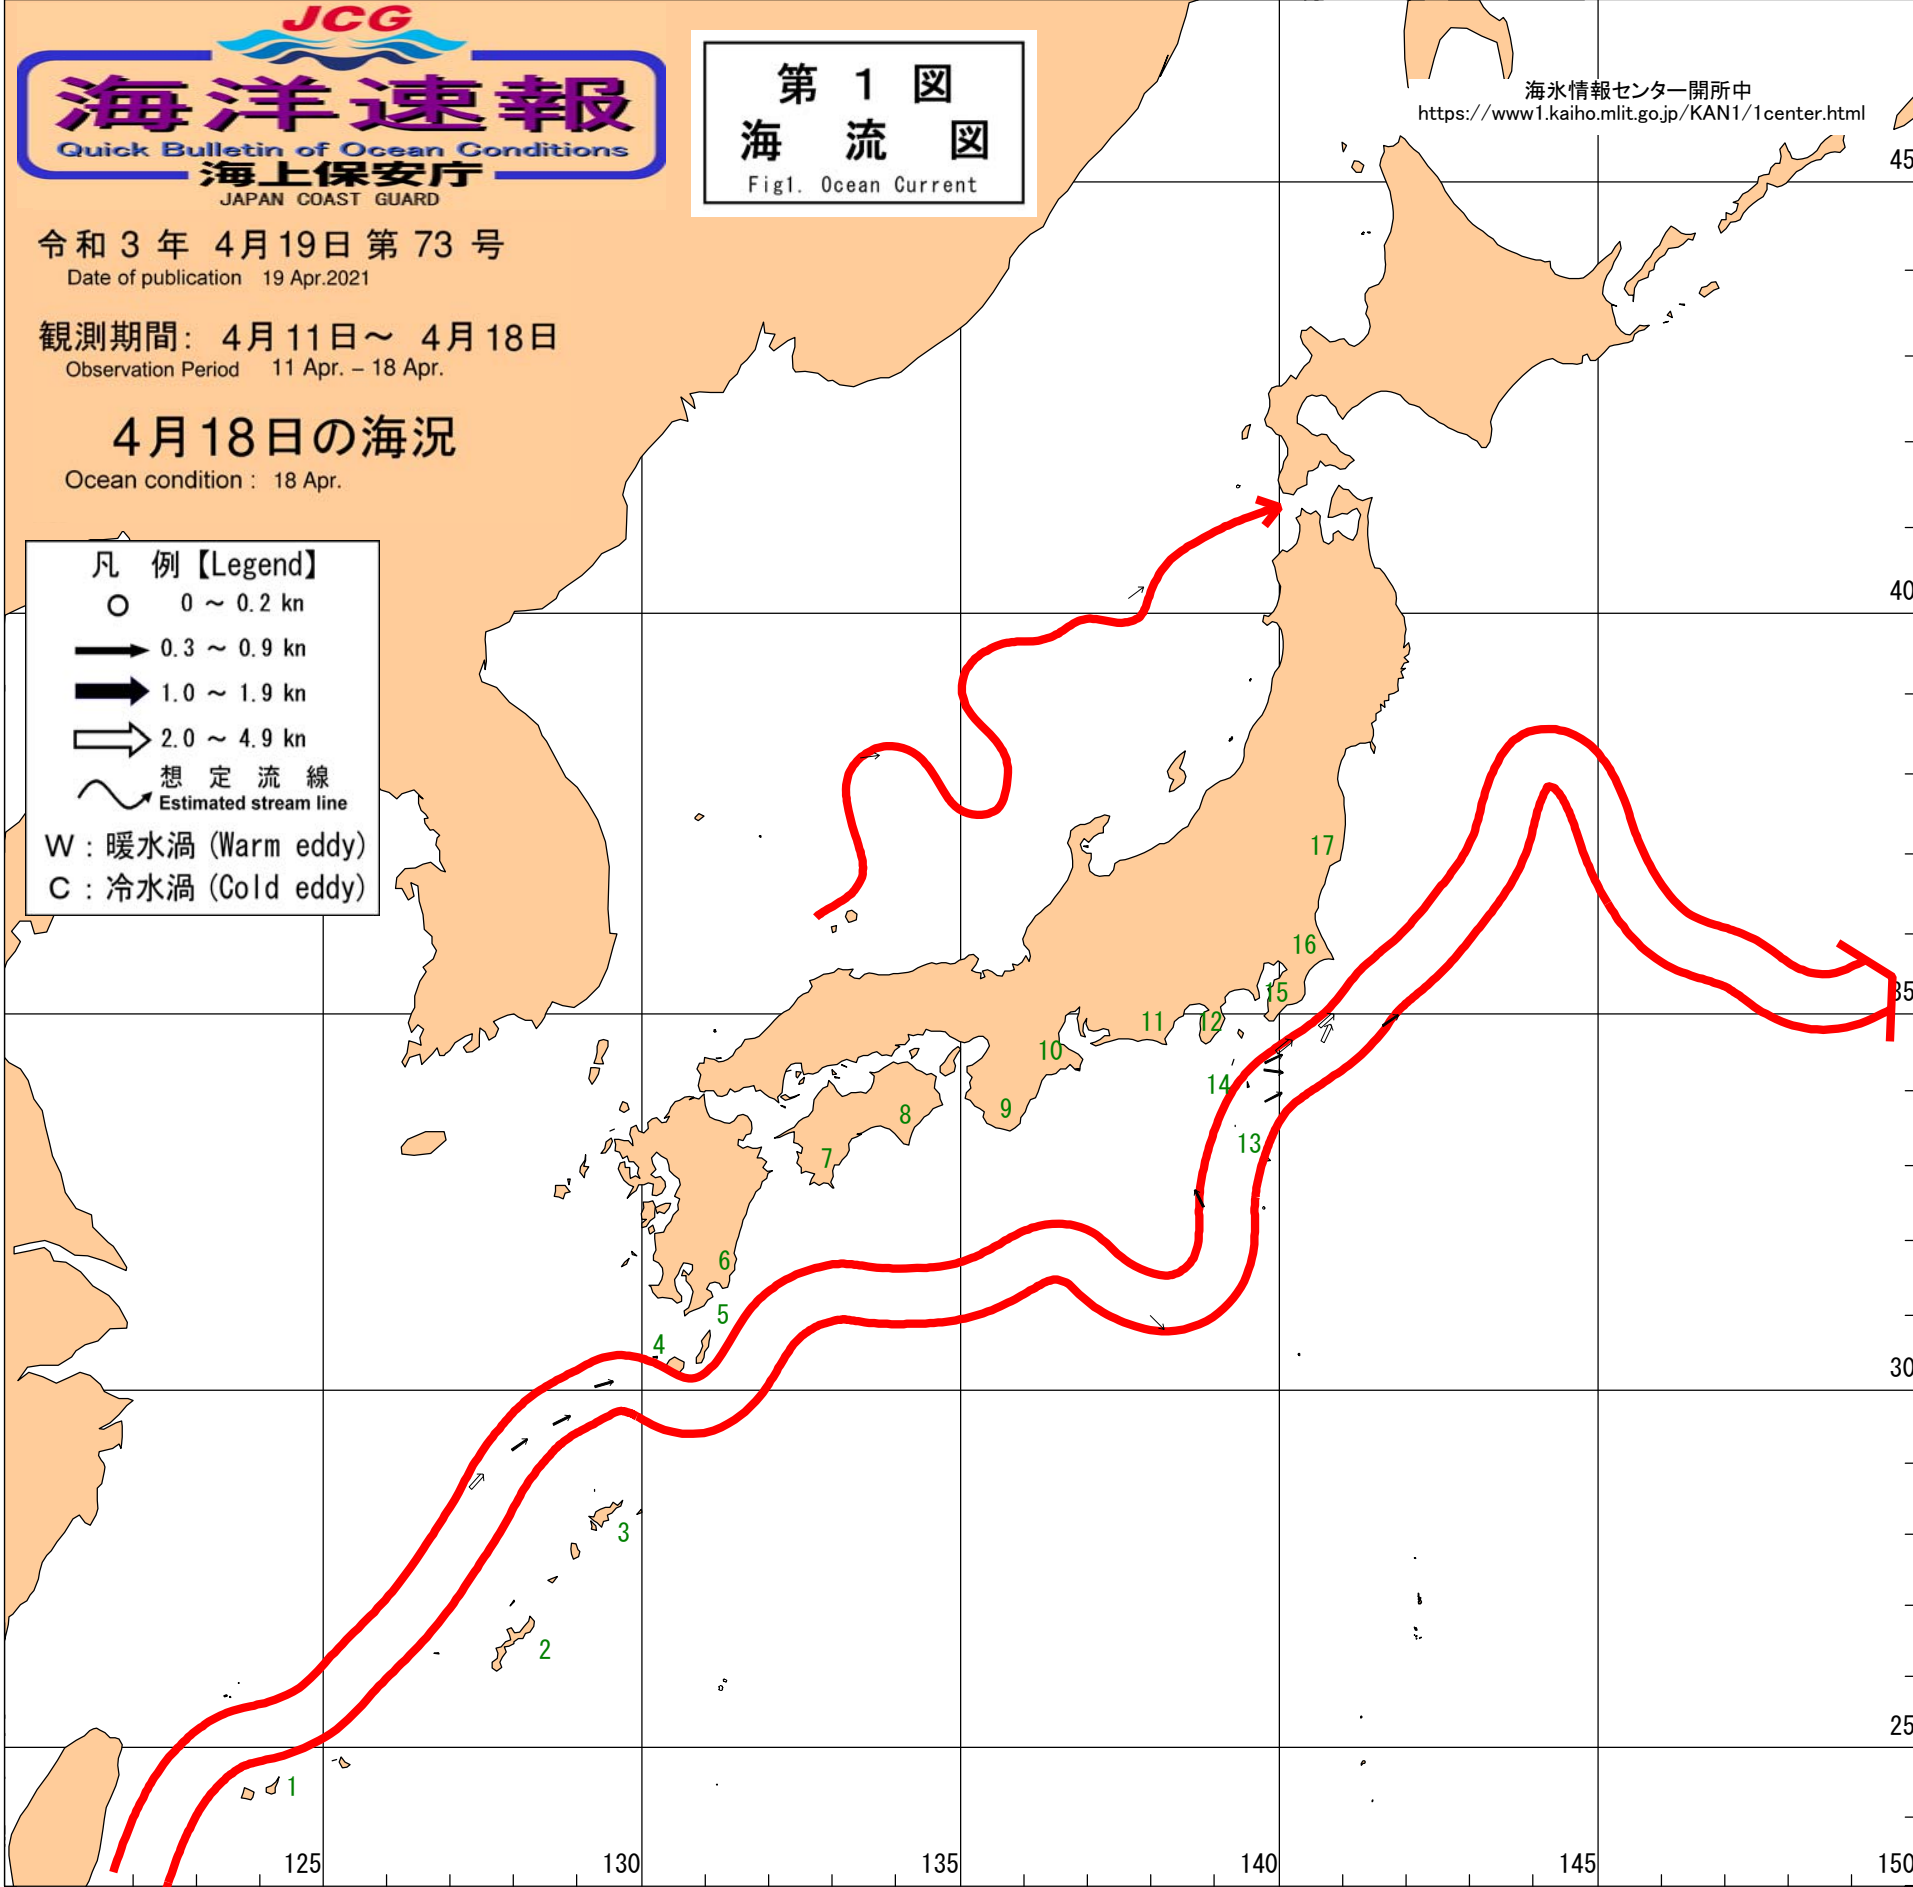 JCG
海洋速報
Quick Bulletin of Ocean Conditions
海上保安庁
JAPAN COAST GUARD
令和 3 年 4月19日 第 73 号
Date of publication 19 Apr.2021
観測期間: 4月11日～ 4月18日
Observation Period 11 Apr. – 18 Apr.
4月18日の海況
Ocean condition : 18 Apr.
第 1 図
海 流 図
Fig1. Ocean Current
海氷情報センター開所中
https://www1.kaiho.mlit.go.jp/KAN1/1center.html
凡 例【Legend】
0 ～ 0.2 kn
0.3 ～ 0.9 kn
1.0 ～ 1.9 kn
2.0 ～ 4.9 kn
想 定 流 線
Estimated stream line
W : 暖水渦 (Warm eddy)
C : 冷水渦 (Cold eddy)
45
40
17
16
35
15
12
11
10
14
9
8
13
7
6
5
4
30
3
2
25
1
125
130
135
140
145
150